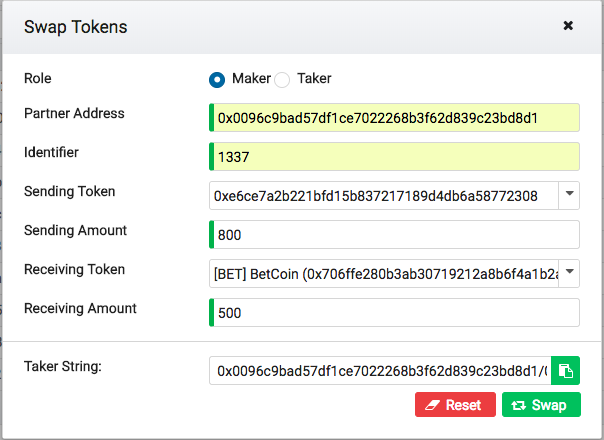 Swap Tokens
Role Maker Taker
Partner Address 0x0096c9bad57df1ce7022268b3f62d839c23bd8d1
Identifier 1337
Sending Token 0xe6ce7a2b221bfd15b837217189d4db6a58772308
Sending Amount 800
Receiving Token [BET] BetCoin (0x706ffe280b3ab30719212a8b6f4a1b2a
Receiving Amount 500
Taker String: 0x0096c9bad57df1ce7022268b3f62d839c23bd8d1/
Reset Swap